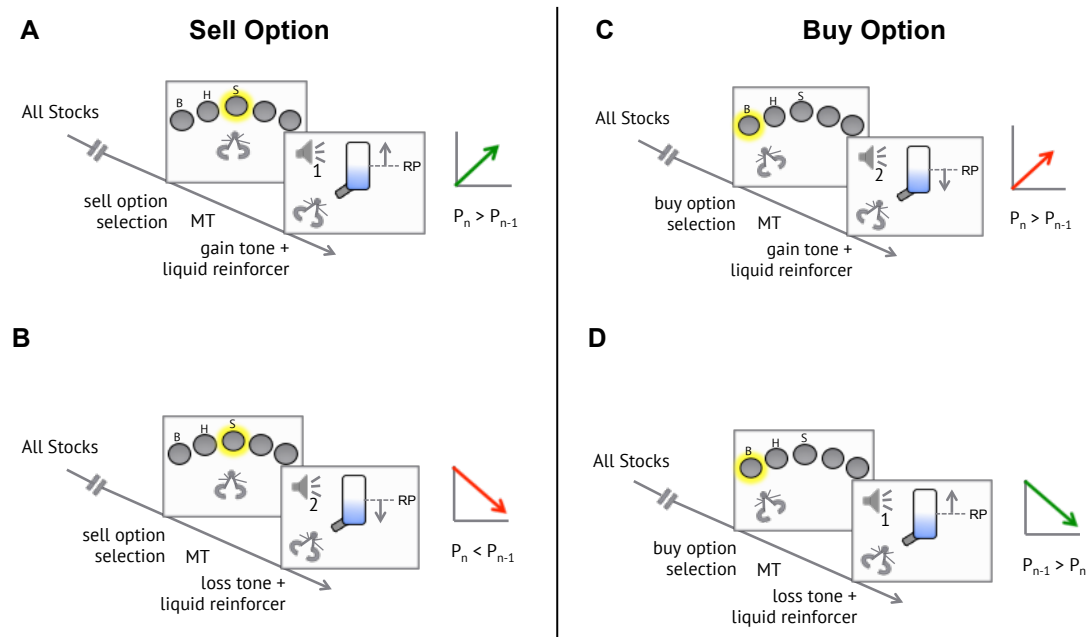 A
Sell Option
B
H
S
All Stocks
1
RP
sell option
selection
MT
gain tone +
liquid reinforcer
Pn > Pn-1
B
B
H
S
All Stocks
2
RP
sell option
selection
MT
loss tone +
liquid reinforcer
Pn < Pn-1
C
Buy Option
B
H
S
All Stocks
2
RP
buy option
selection
MT
gain tone +
liquid reinforcer
Pn > Pn-1
D
B
H
S
All Stocks
1
RP
buy option
selection
MT
loss tone +
liquid reinforcer
Pn-1 > Pn